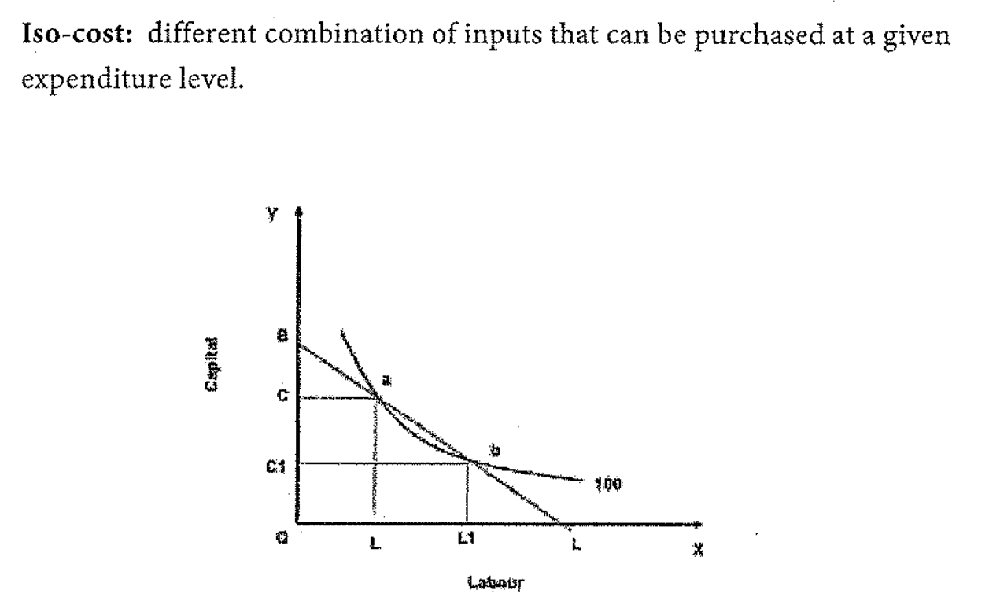 Iso-cost: different combination of inputs that can be purchased at a given
expenditure level.
Y
B
Capital
a
C
b
C1
100
O
L
L1
L
X
Labour